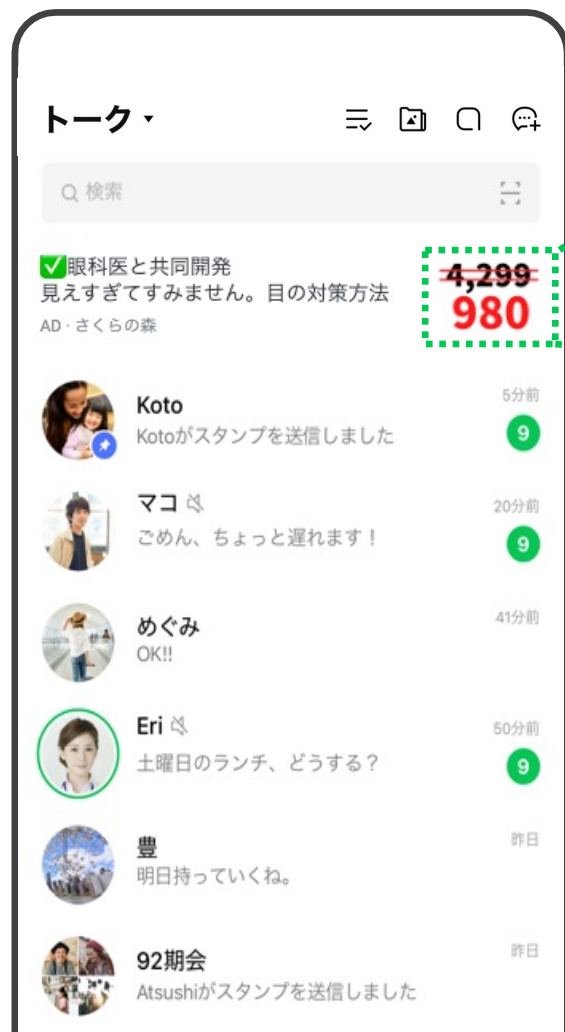 トーク
検索
✅眼科医と共同開発
見えすぎてすみません。目の対策方法
AD · さくらの森
4,299
980
Koto
5分前
Kotoがスタンプを送信しました
9
マコ
20分前
ごめん、ちょっと遅れます！
9
めぐみ
41分前
OK!!
Eri
50分前
土曜日のランチ、どうする？
9
豊
昨日
明日持っていくね。
92期会
昨日
Atsushiがスタンプを送信しました